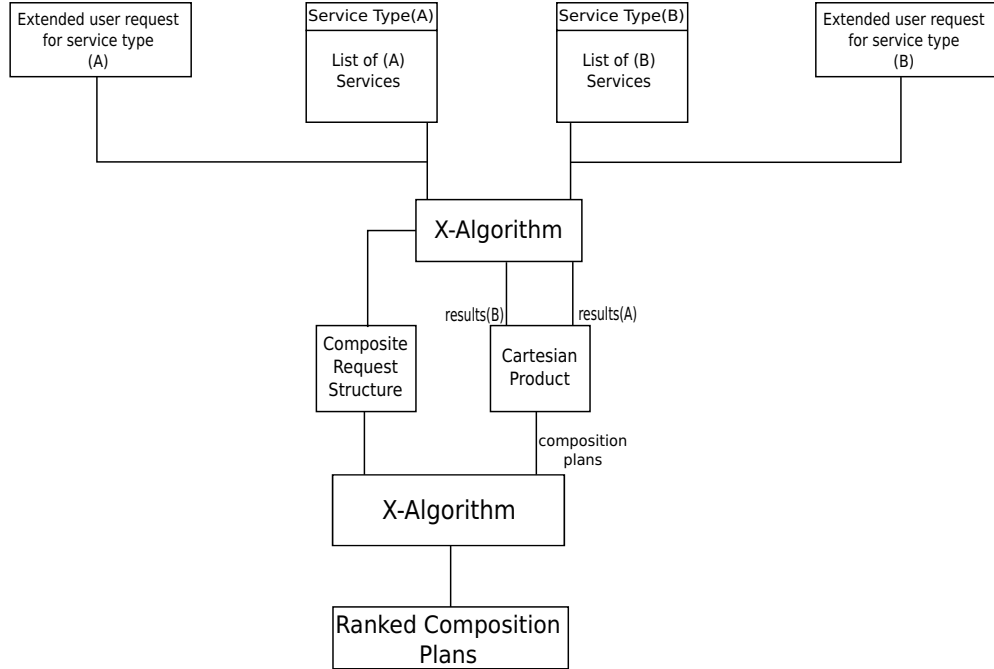 Extended user request
for service type
(A)
Service Type(A)
List of (A)
Services
Service Type(B)
List of (B)
Services
Extended user request
for service type
(B)
X-Algorithm
results(B)
results(A)
Composite
Request
Structure
Cartesian
Product
composition
plans
X-Algorithm
Ranked Composition
Plans